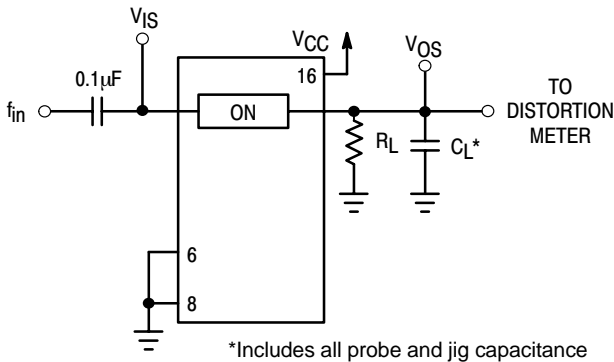 V_IS
V_CC
V_OS
16
0.1µF
f_in
ON
R_L
C_L*
TO
DISTORTION
METER
6
8
*Includes all probe and jig capacitance